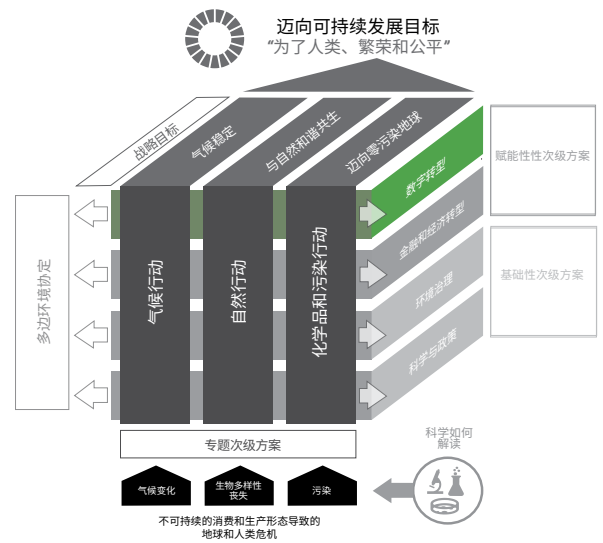 迈向可持续发展目标
“为了人类、繁荣和公平”
战略目标
气候稳定
与自然和谐共生
迈向零污染地球
数字转型
金融和经济转型
环境治理
科学与政策
赋能性性次级方案
基础性次级方案
多边环境协定
气候行动
自然行动
化学品和污染行动
专题次级方案
气候变化
生物多样性
丧失
污染
科学如何
解读
不可持续的消费和生产形态导致的
地球和人类危机